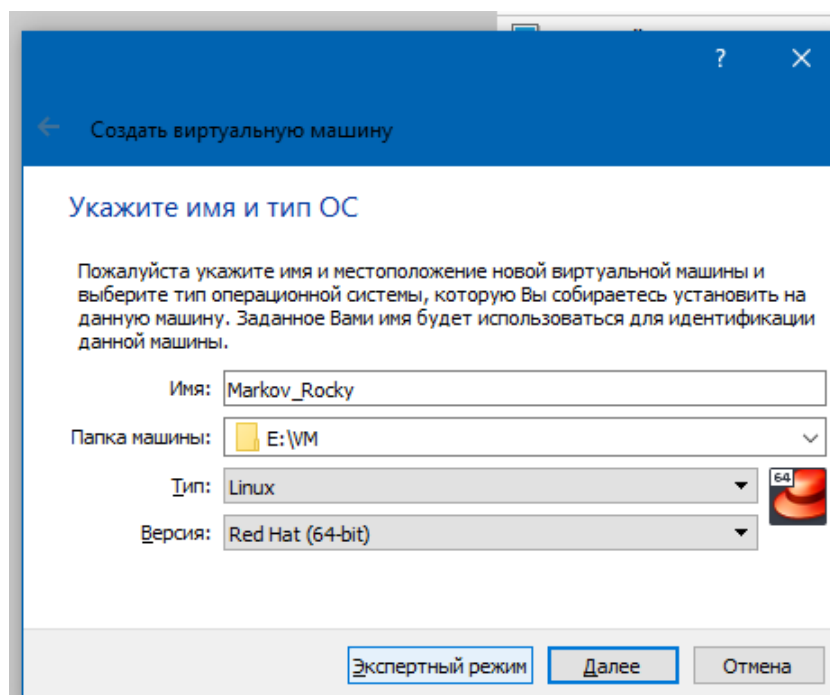 ?
Создать виртуальную машину
Укажите имя и тип ОС
Пожалуйста укажите имя и местоположение новой виртуальной машины и
выберите тип операционной системы, которую Вы собираетесь установить на
данную машину. Заданное Вами имя будет использоваться для идентификации
данной машины.
Имя: Markov_Rocky
Папка машины: E:\VM
Тип: Linux
64
Версия: Red Hat (64-bit)
Экспертный режим Далее Отмена